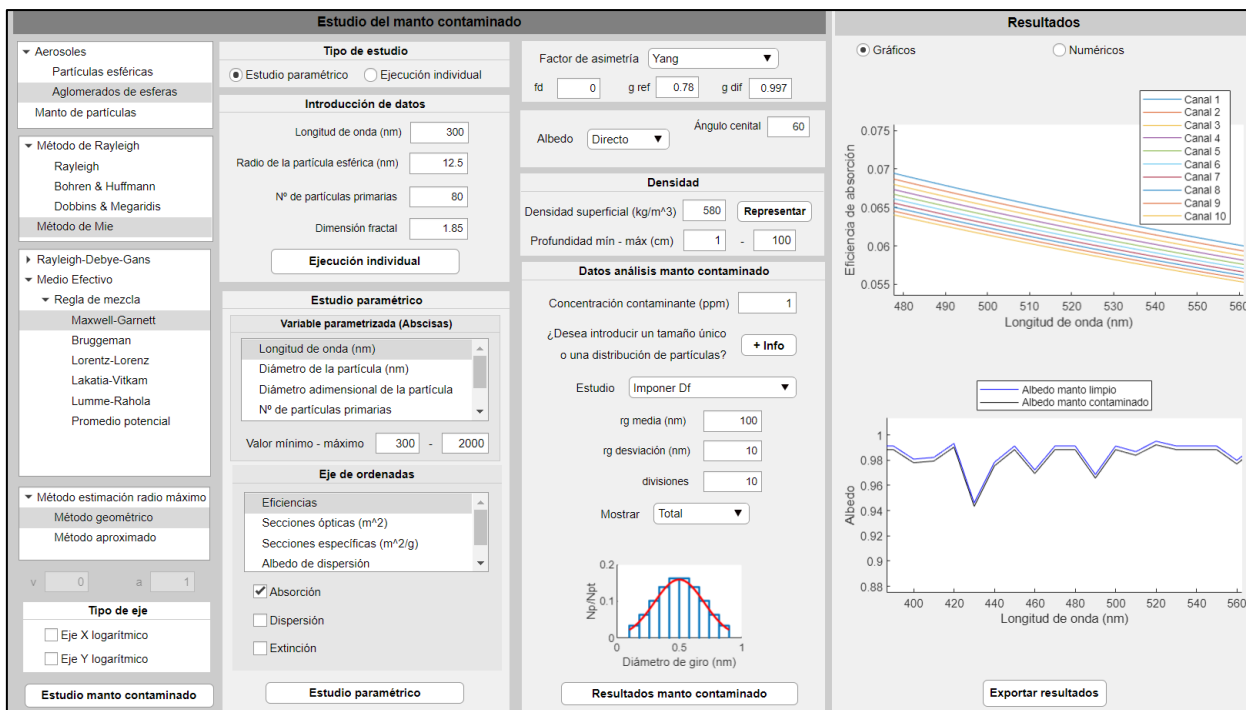 Estudio del manto contaminado
Aerosoles
Partículas esféricas
Aglomerados de esferas
Manto de partículas
Método de Rayleigh
Rayleigh
Bohren & Huffmann
Dobbins & Megaridis
Método de Mie
Rayleigh-Debye-Gans
Medio Efectivo
Regla de mezcla
Maxwell-Garnett
Bruggeman
Lorentz-Lorenz
Lakatia-Vitkam
Lumme-Rahola
Promedio potencial
Método estimación radio máximo
Método geométrico
Método aproximado
v 0 a 1
Tipo de eje
Eje X logarítmico
Eje Y logarítmico
Estudio manto contaminado
Tipo de estudio
Estudio paramétrico Ejecución individual
Introducción de datos
Longitud de onda (nm) 300
Radio de la partícula esférica (nm) 12.5
Nº de partículas primarias 80
Dimensión fractal 1.85
Ejecución individual
Estudio paramétrico
Variable parametrizada (Abscisas)
Longitud de onda (nm)
Diámetro de la partícula (nm)
Diámetro adimensional de la partícula
Nº de partículas primarias
Valor mínimo - máximo 300 - 2000
Eje de ordenadas
Eficiencias
Secciones ópticas (m^2)
Secciones específicas (m^2/g)
Albedo de dispersión
Absorción
Dispersión
Extinción
Estudio paramétrico
Factor de asimetría Yang
fd 0 g ref 0.78 g dif 0.997
Albedo Directo Ángulo cenital 60
Densidad
Densidad superficial (kg/m^3) 580 Representar
Profundidad mín - máx (cm) 1 - 100
Datos análisis manto contaminado
Concentración contaminante (ppm) 1
¿Desea introducir un tamaño único
o una distribución de partículas? + Info
Estudio Imponer Df
rg media (nm) 100
rg desviación (nm) 10
divisiones 10
Mostrar Total
0.2
0.1
0
Np/Npt
0 0.5 1
Diámetro de giro (nm)
Resultados manto contaminado
Resultados
Gráficos Numéricos
Canal 1
Canal 2
Canal 3
Canal 4
Canal 5
Canal 6
Canal 7
Canal 8
Canal 9
Canal 10
0.075
0.07
0.065
0.06
0.055
Eficiencia de absorción
480 490 500 510 520 530 540 550 560
Longitud de onda (nm)
Albedo manto limpio
Albedo manto contaminado
1
0.98
0.96
0.94
0.92
0.9
0.88
Albedo
400 420 440 460 480 500 520 540 560
Longitud de onda (nm)
Exportar resultados